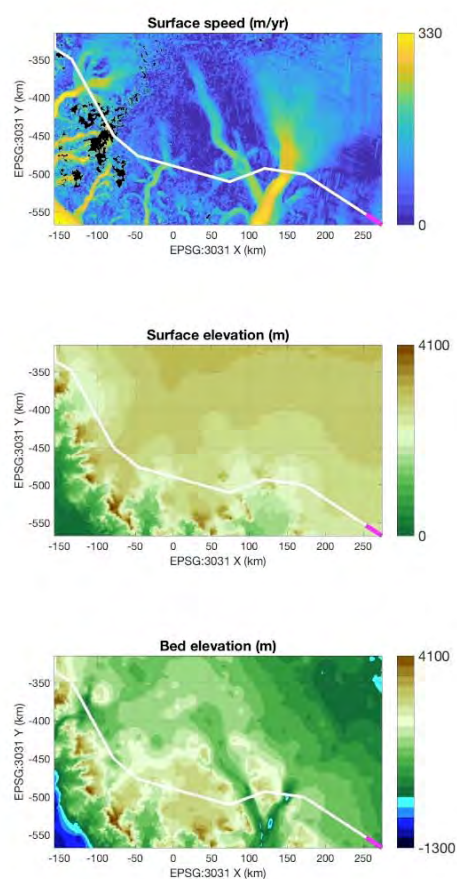 Surface speed (m/yr)
330
-350
-400
-450
-500
-550
0
-150 -100 -50 0 50 100 150 200 250
EPSG:3031 X (km)
EPSG:3031 Y (km)
Surface elevation (m)
4100
-350
-400
-450
-500
-550
0
-150 -100 -50 0 50 100 150 200 250
EPSG:3031 X (km)
EPSG:3031 Y (km)
Bed elevation (m)
4100
-350
-400
-450
-500
-550
-1300
-150 -100 -50 0 50 100 150 200 250
EPSG:3031 X (km)
EPSG:3031 Y (km)